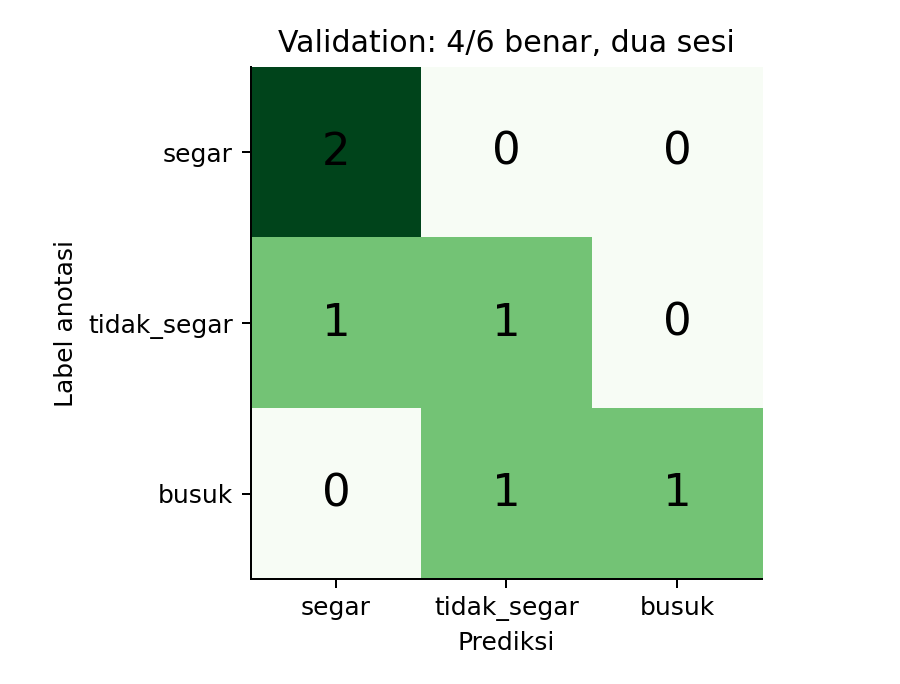 Validation: 4/6 benar, dua sesi
Label anotasi
segar
2 0 0
tidak_segar
1 1 0
busuk
0 1 1
segar tidak_segar busuk
Prediksi